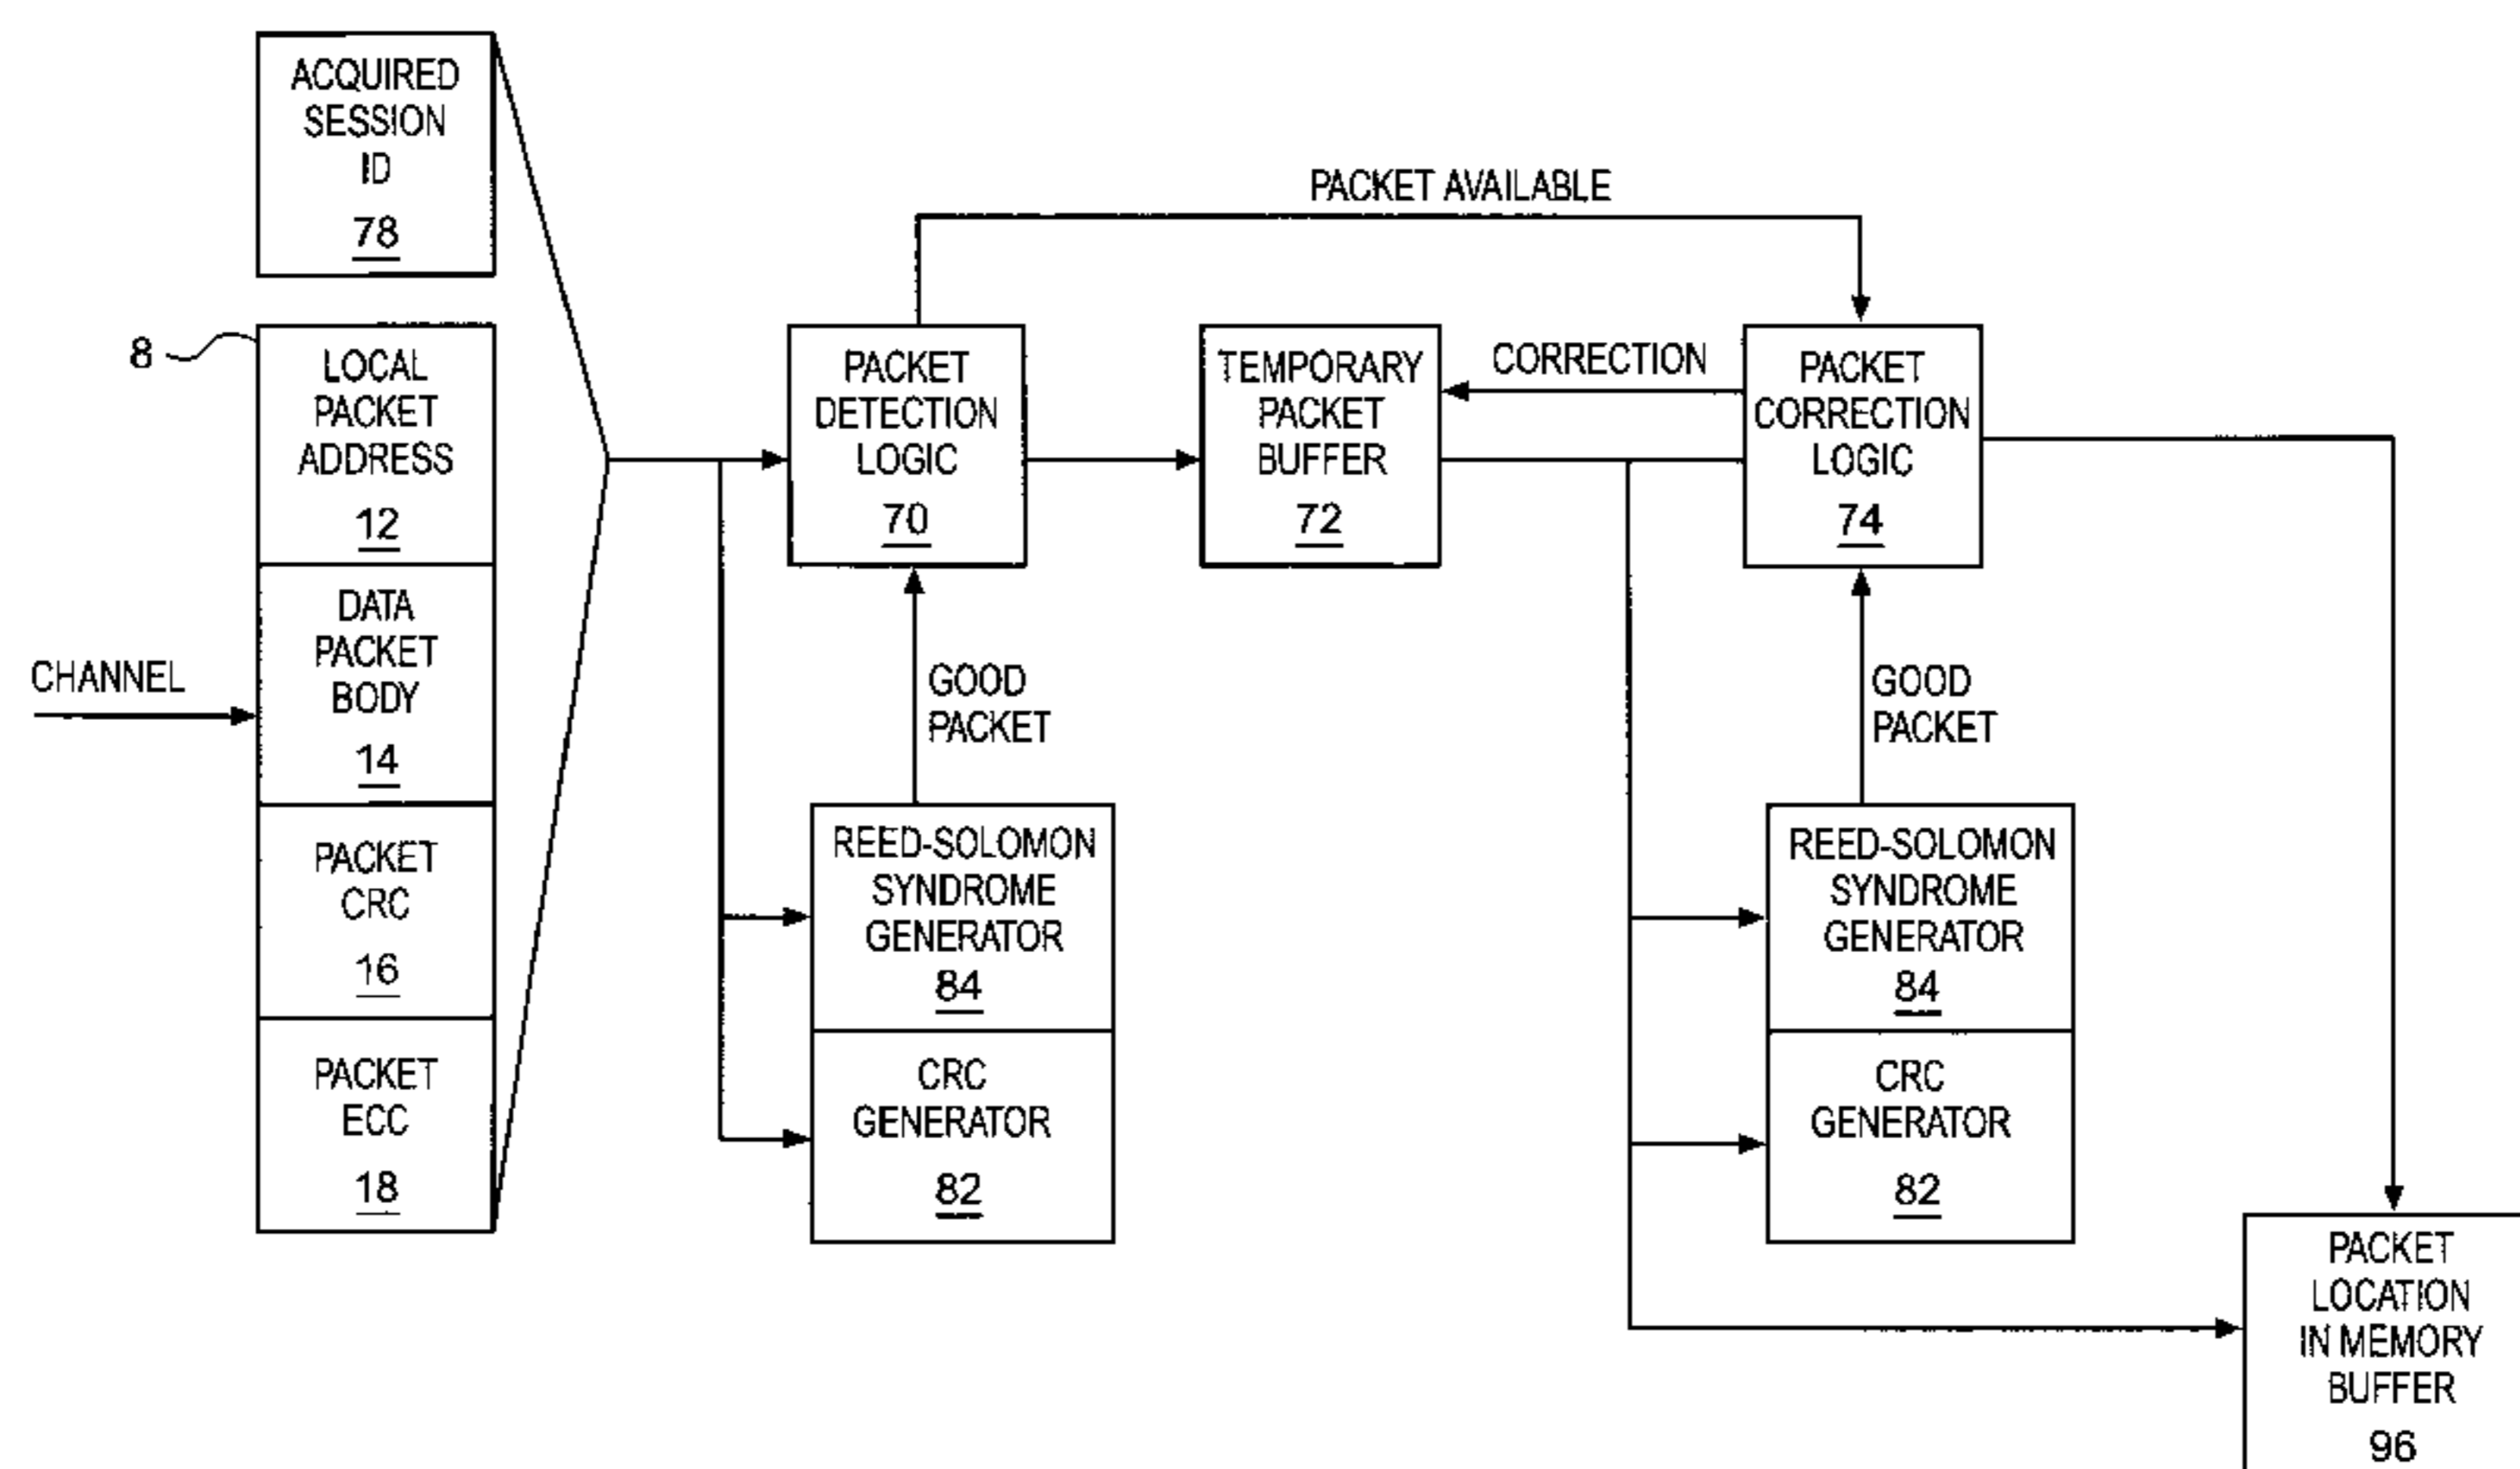 ACQUIRED
SESSION
ID
78
8
LOCAL
PACKET
ADDRESS
12
DATA
PACKET
BODY
14
PACKET
CRC
16
PACKET
ECC
18
CHANNEL
PACKET AVAILABLE
PACKET
DETECTION
LOGIC
70
TEMPORARY
PACKET
BUFFER
72
CORRECTION
PACKET
CORRECTION
LOGIC
74
GOOD
PACKET
REED-SOLOMON
SYNDROME
GENERATOR
84
CRC
GENERATOR
82
GOOD
PACKET
REED-SOLOMON
SYNDROME
GENERATOR
84
CRC
GENERATOR
82
PACKET
LOCATION
IN MEMORY
BUFFER
96